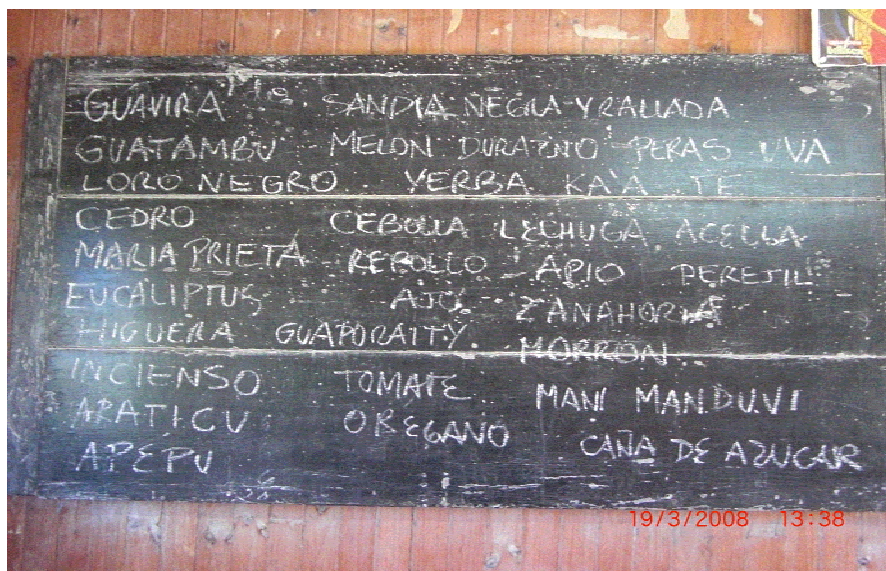 GUAVIRA SANDIA NEGRA Y RALLADA
GUATAMBU MELON DURAZNO PERAS UVA
LORO NEGRO YERBA KA'A TE
CEDRO CEBOLLA LECHUGA ACELLA
MARIA PRIETA REBOLLO APIO PEREJIL
EUCALIPTUS AJO ZANAHORIA
HIGUERA GUAPORAITY MORRON
INCIENSO TOMATE MANI MANDUVI
ARATICU OREGANO CAÑA DE AZUCAR
APEPU
19/3/2008 13:38